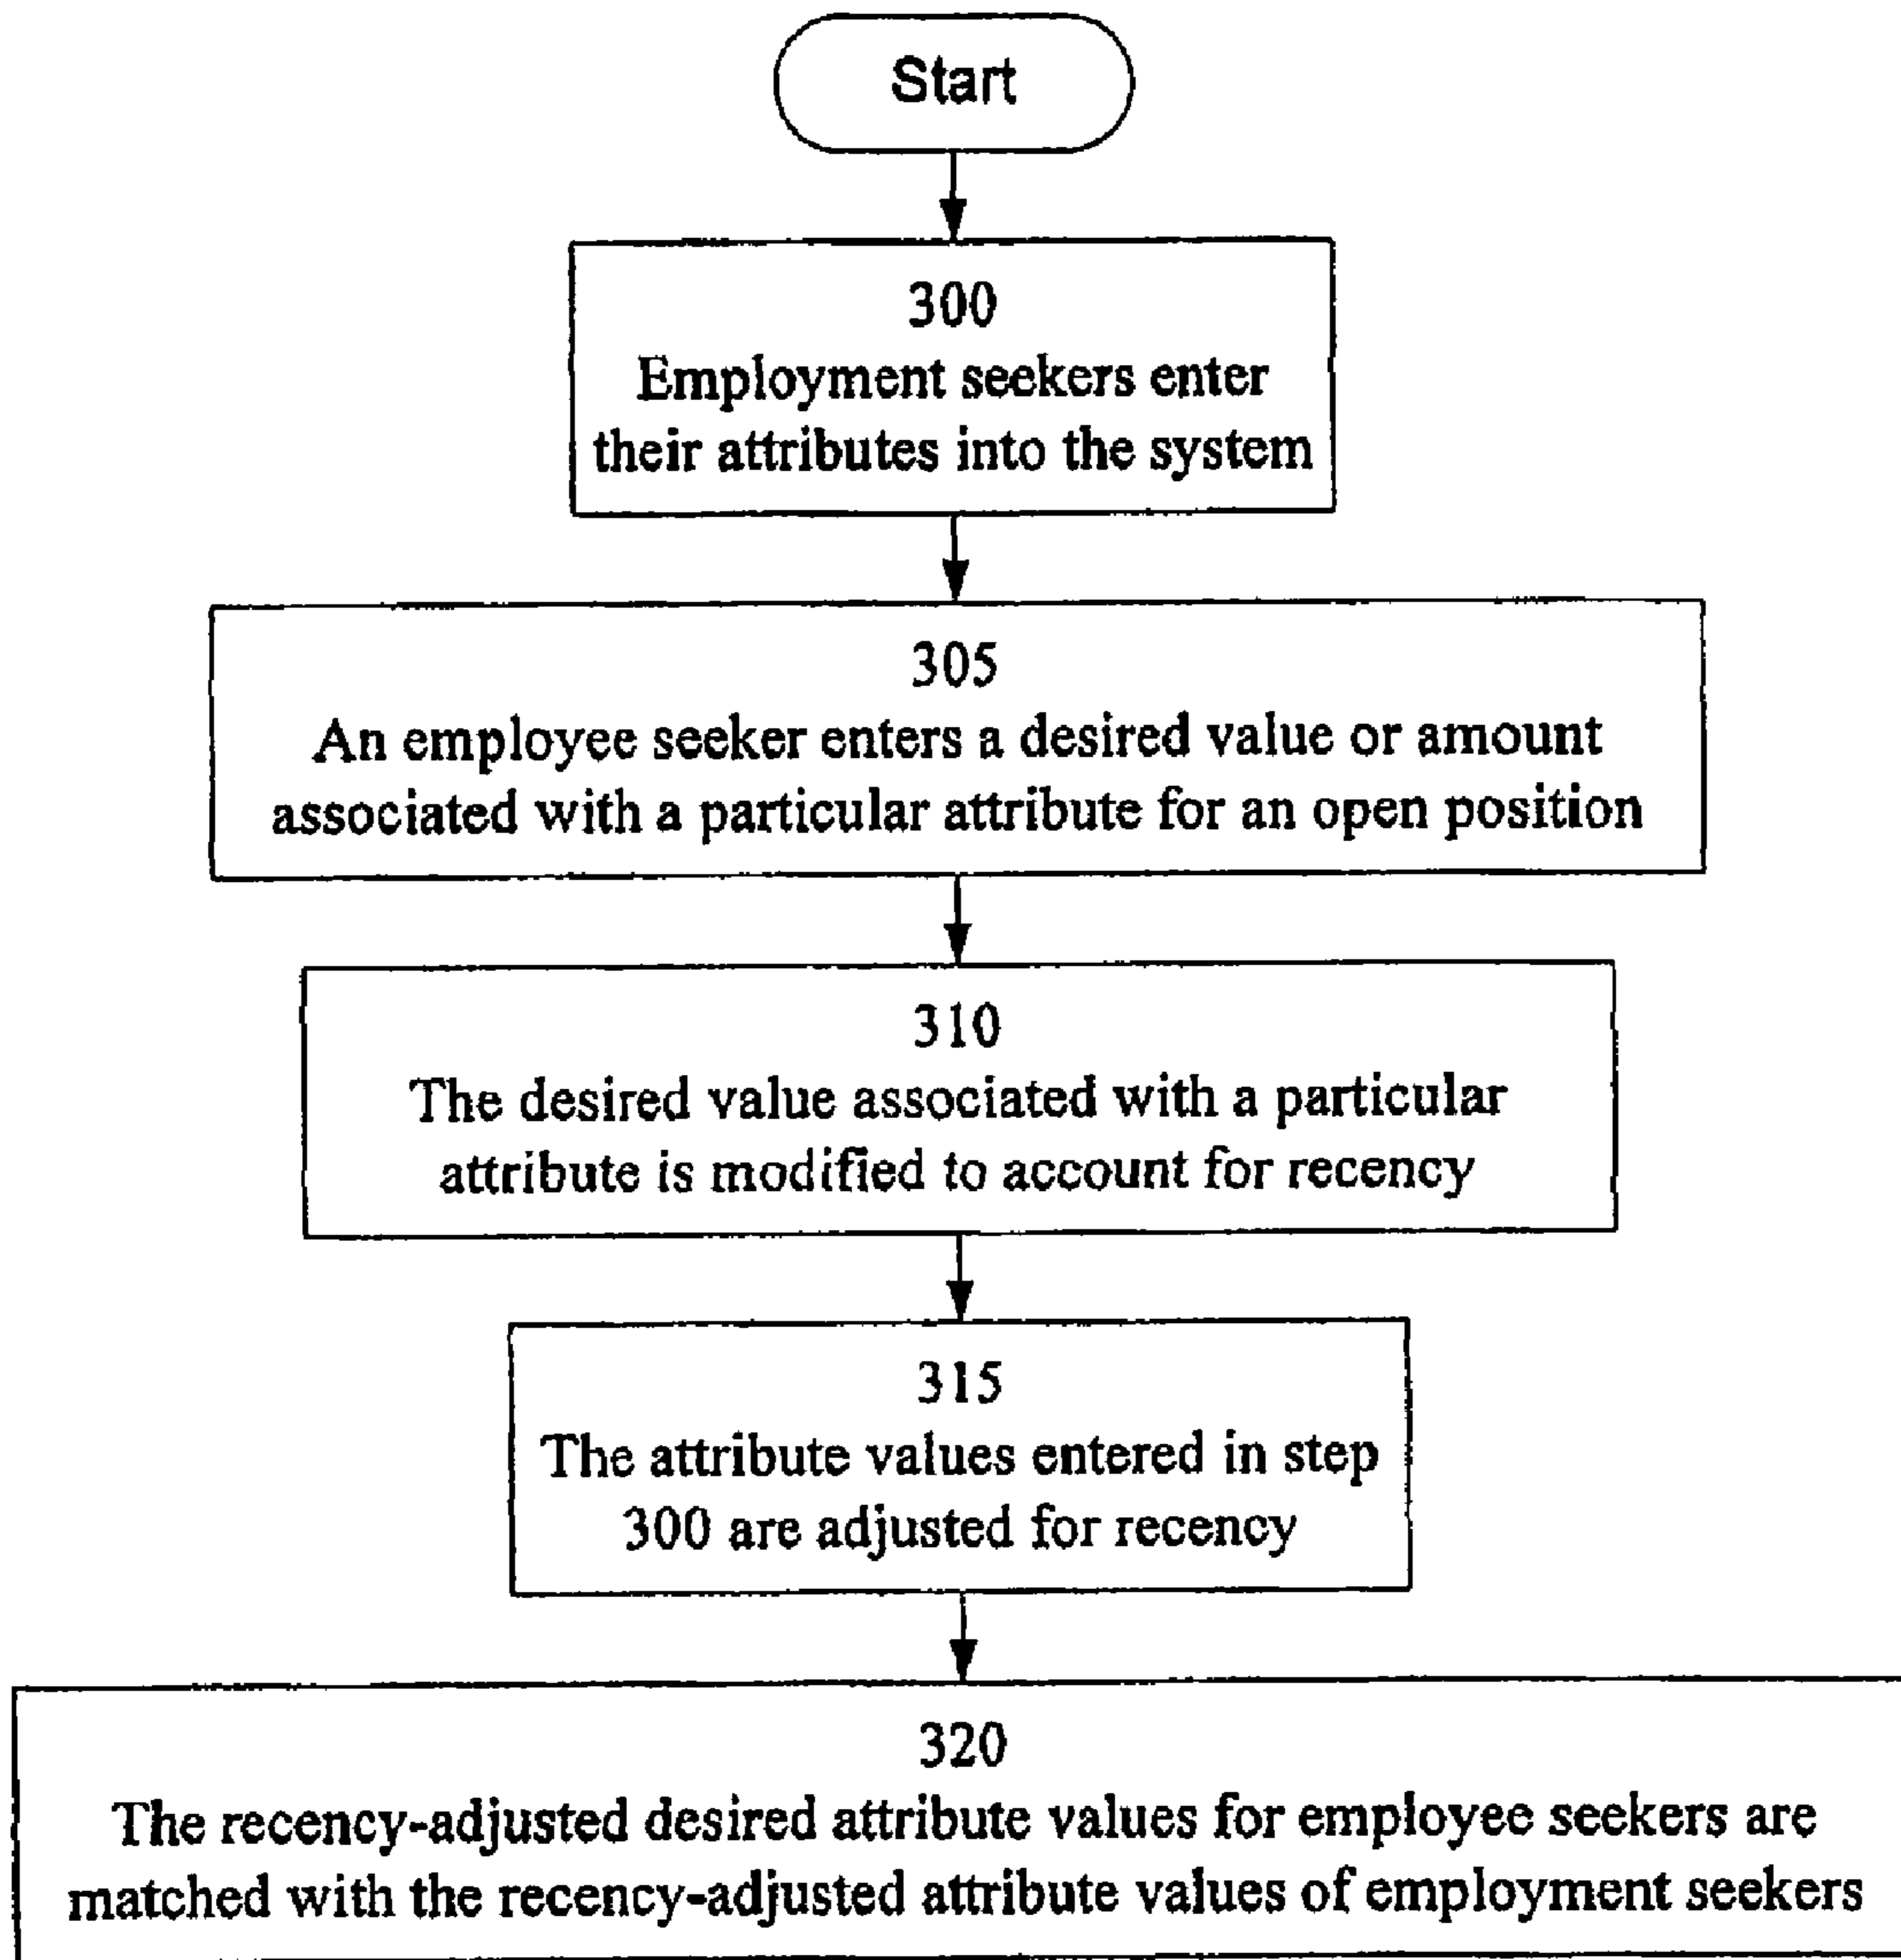 Start
300
Employment seekers enter
their attributes into the system
305
An employee seeker enters a desired value or amount
associated with a particular attribute for an open position
310
The desired value associated with a particular
attribute is modified to account for recency
315
The attribute values entered in step
300 are adjusted for recency
320
The recency-adjusted desired attribute values for employee seekers are
matched with the recency-adjusted attribute values of employment seekers